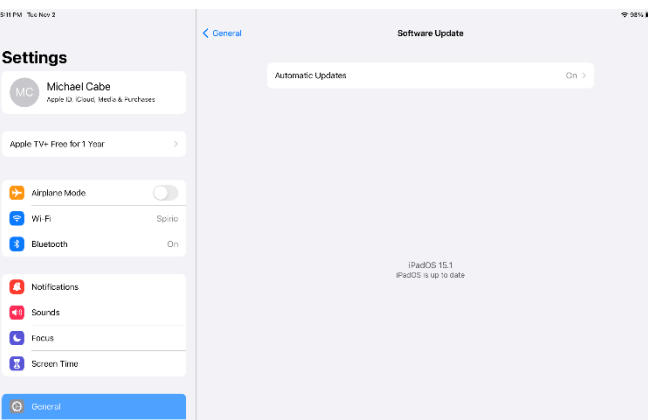 5:11 PM Tue Nov 2
98%
Settings
MC
Michael Cabe
Apple ID, iCloud, Media & Purchases
Apple TV+ Free for 1 Year
Airplane Mode
Wi-Fi Spirio
Bluetooth On
Notifications
Sounds
Focus
Screen Time
General
General
Software Update
Automatic Updates On
iPadOS 15.1
iPadOS is up to date